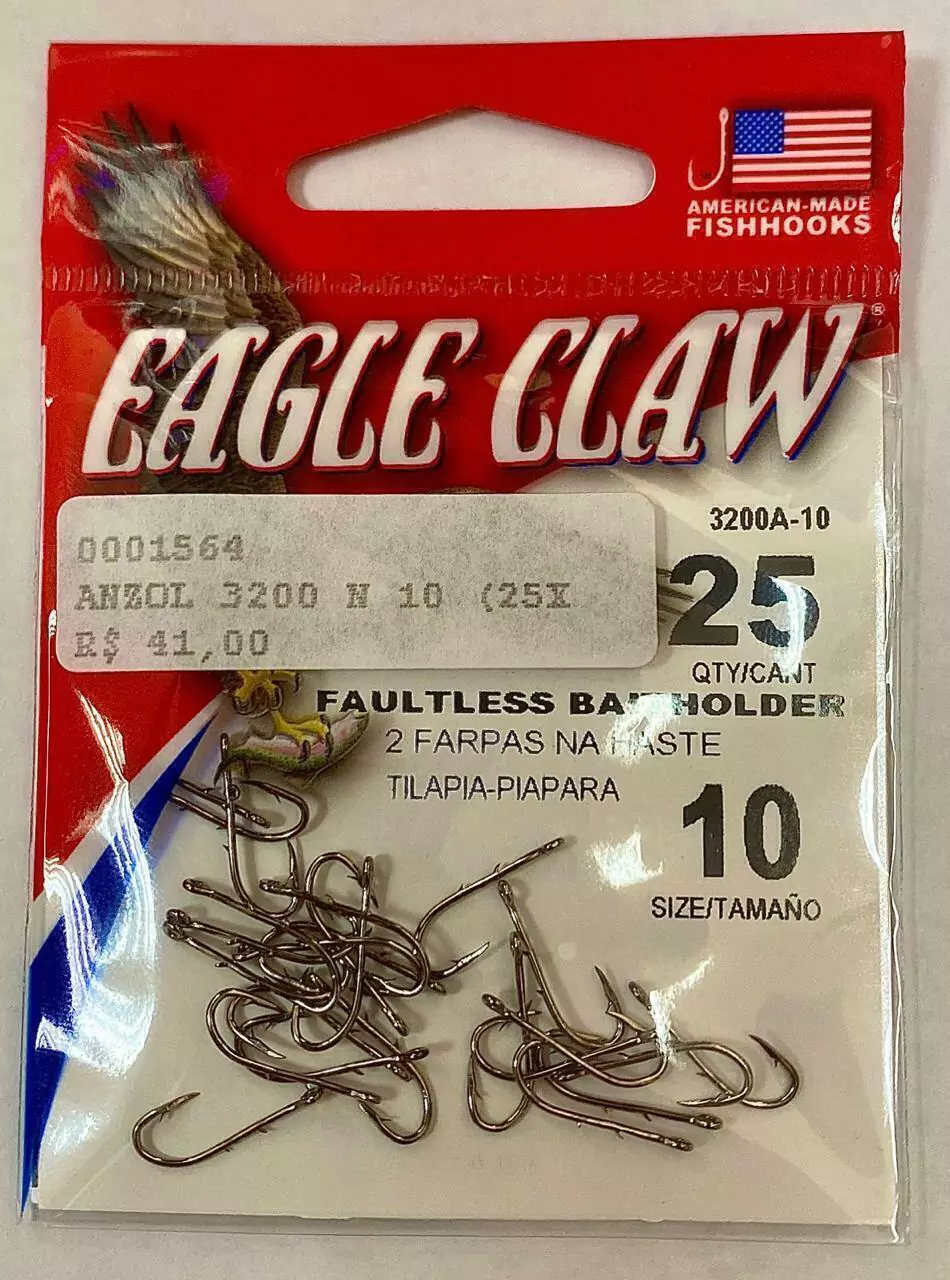 AMERICAN-MADE
FISHHOOKS
EAGLE CLAW®
3200A-10
0001564
ANZOL 3200 N 10 (25X
R$ 41,00
25
QTY/CANT
FAULTLESS BAITHOLDER
2 FARPAS NA HASTE
TILAPIA-PIAPARA
10
SIZE/TAMAÑO